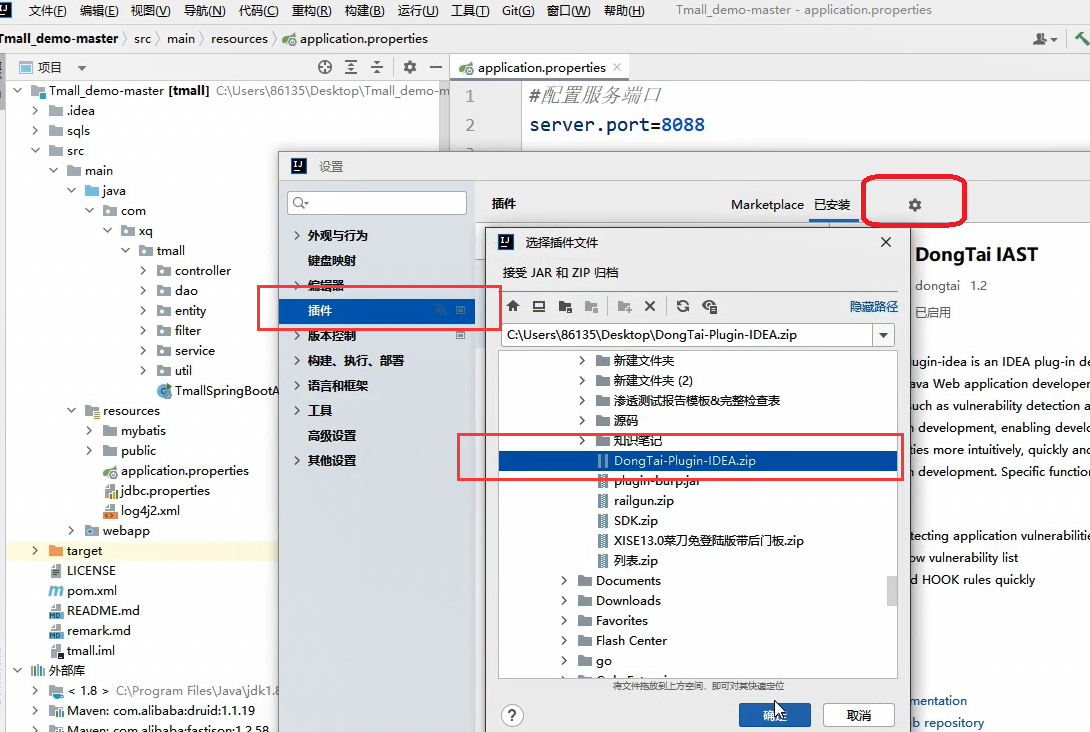 文件(F) 编辑(E) 视图(V) 导航(N) 代码(C) 重构(R) 构建(B) 运行(U) 工具(T) Git(G) 窗口(W) 帮助(H) Tmall_demo-master - application.properties
Tmall_demo-master src main resources application.properties
项目
application.properties
Tmall_demo-master [tmall] C:\Users\86135\Desktop\Tmall_demo-m
.idea
sqls
src
main
java
com
xq
tmall
controller
dao
entity
filter
service
util
TmallSpringBootA
resources
mybatis
public
application.properties
jdbc.properties
log4j2.xml
webapp
target
LICENSE
pom.xml
README.md
remark.md
tmall.iml
外部库
< 1.8 > C:\Program Files\Java\jdk1.8
Maven: com.alibaba:druid:1.1.19
Maven: com.alibaba:fastjson:1.2.58
1 #配置服务端口
2 server.port=8088
设置
外观与行为
键盘映射
编辑器
插件
版本控制
构建、执行、部署
语言和框架
工具
高级设置
其他设置
插件 Marketplace 已安装
选择插件文件
接受 JAR 和 ZIP 归档
隐藏路径
C:\Users\86135\Desktop\DongTai-Plugin-IDEA.zip
新建文件夹
新建文件夹 (2)
渗透测试报告模板&完整检查表
源码
知识笔记
DongTai-Plugin-IDEA.zip
plugin-burp.jar
railgun.zip
SDK.zip
XISE13.0菜刀免登陆版带后门板.zip
列表.zip
Documents
Downloads
Favorites
Flash Center
go
将文件拖放到上方空间，即可对其快速定位
? 确定 取消
DongTai IAST
dongtai 1.2
已启用
lugin-idea is an IDEA plug-in de
ava Web application developer
such as vulnerability detection a
n development, enabling develo
ties more intuitively, quickly and
n development. Specific functio
tecting application vulnerabilitie
ow vulnerability list
d HOOK rules quickly
mentation
b repository